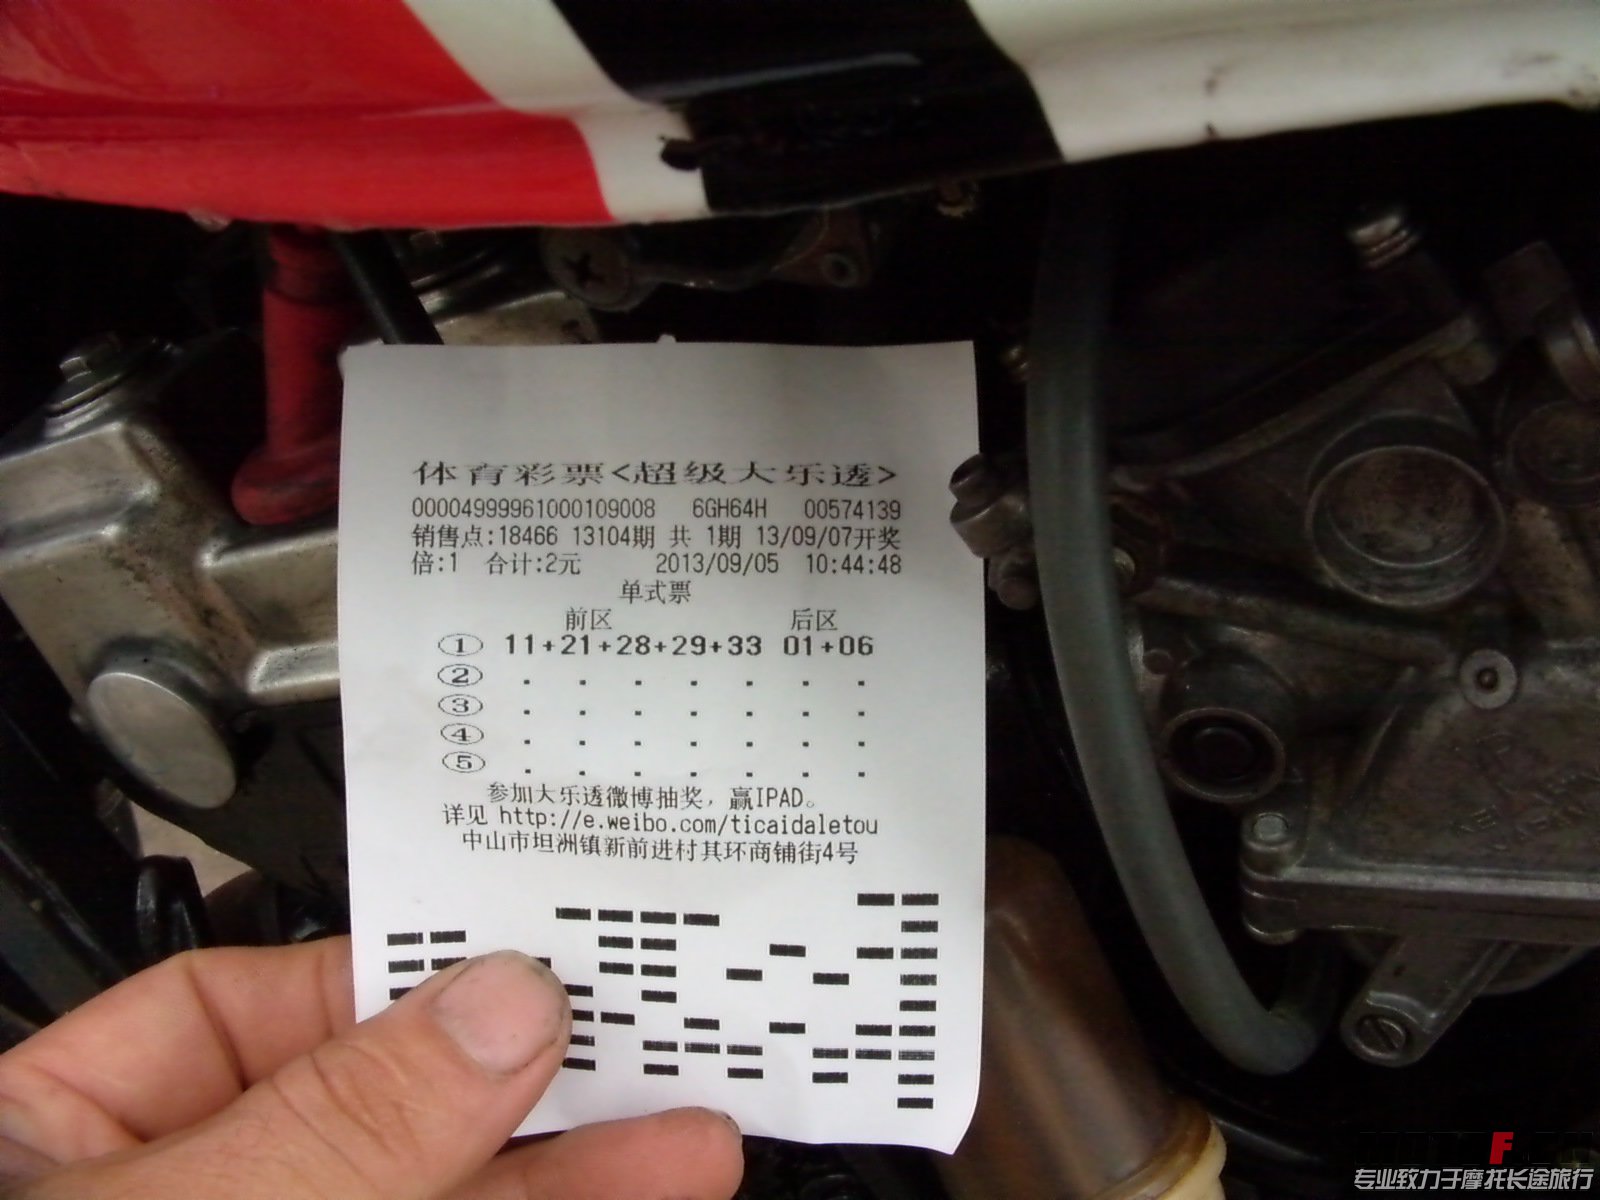 体育彩票<超级大乐透>
00004999961000109008 6GH64H 00574139
销售点:18466 13104期 共 1期 13/09/07开奖
倍:1 合计:2元 2013/09/05 10:44:48
单式票
前区 后区
① 11+21+28+29+33 01+06
② . . . . . . .
③ . . . . . . .
④ . . . . . . .
⑤ . . . . . . .
参加大乐透微博抽奖，赢IPAD。
详见 http://e.weibo.com/ticaidaletou
中山市坦洲镇新前进村其环商铺街4号
专业致力于摩托长途旅行